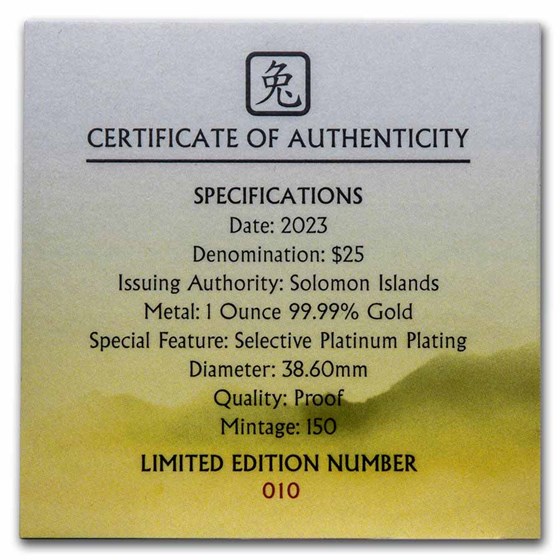 兔
CERTIFICATE OF AUTHENTICITY
SPECIFICATIONS
Date: 2023
Denomination: $25
Issuing Authority: Solomon Islands
Metal: 1 Ounce 99.99% Gold
Special Feature: Selective Platinum Plating
Diameter: 38.60mm
Quality: Proof
Mintage: 150
LIMITED EDITION NUMBER
010